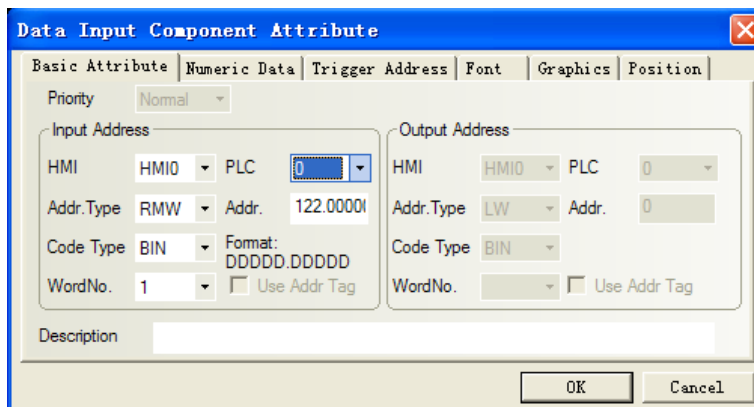 Data Input Component Attribute
Basic Attribute Numeric Data Trigger Address Font Graphics Position
Priority Normal
Input Address
HMI HMI0 PLC 0
Addr.Type RMW Addr. 122.0000
Code Type BIN Format: DDDDD.DDDDD
WordNo. 1 Use Addr Tag
Output Address
HMI HMI0 PLC 0
Addr.Type LW Addr. 0
Code Type BIN
WordNo. Use Addr Tag
Description
OK Cancel